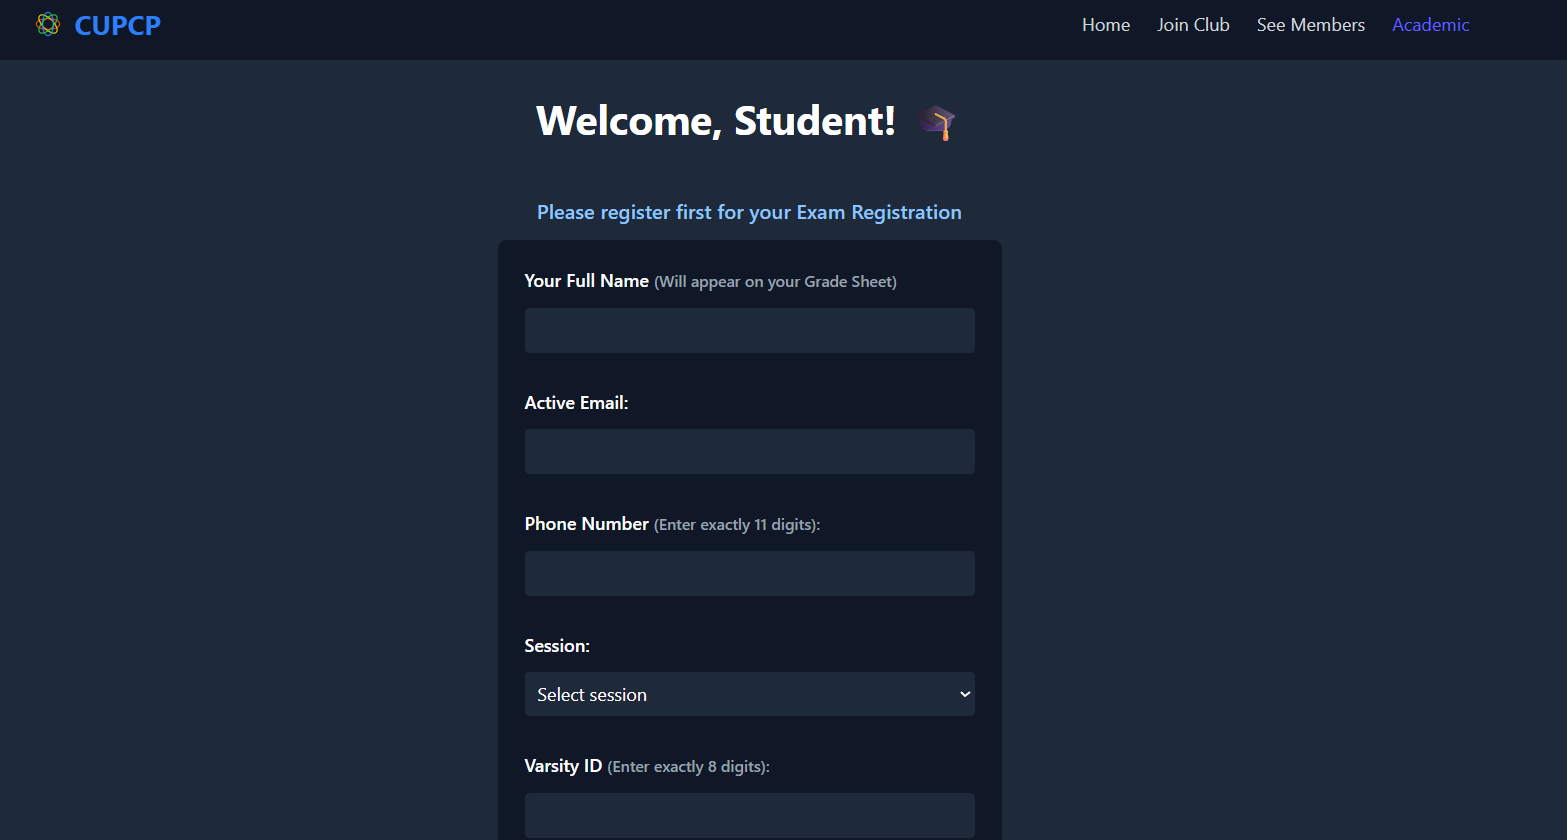 CUPCP
Home Join Club See Members Academic
Welcome, Student!
Please register first for your Exam Registration
Your Full Name (Will appear on your Grade Sheet)
Active Email:
Phone Number (Enter exactly 11 digits):
Session:
Select session
Varsity ID (Enter exactly 8 digits):